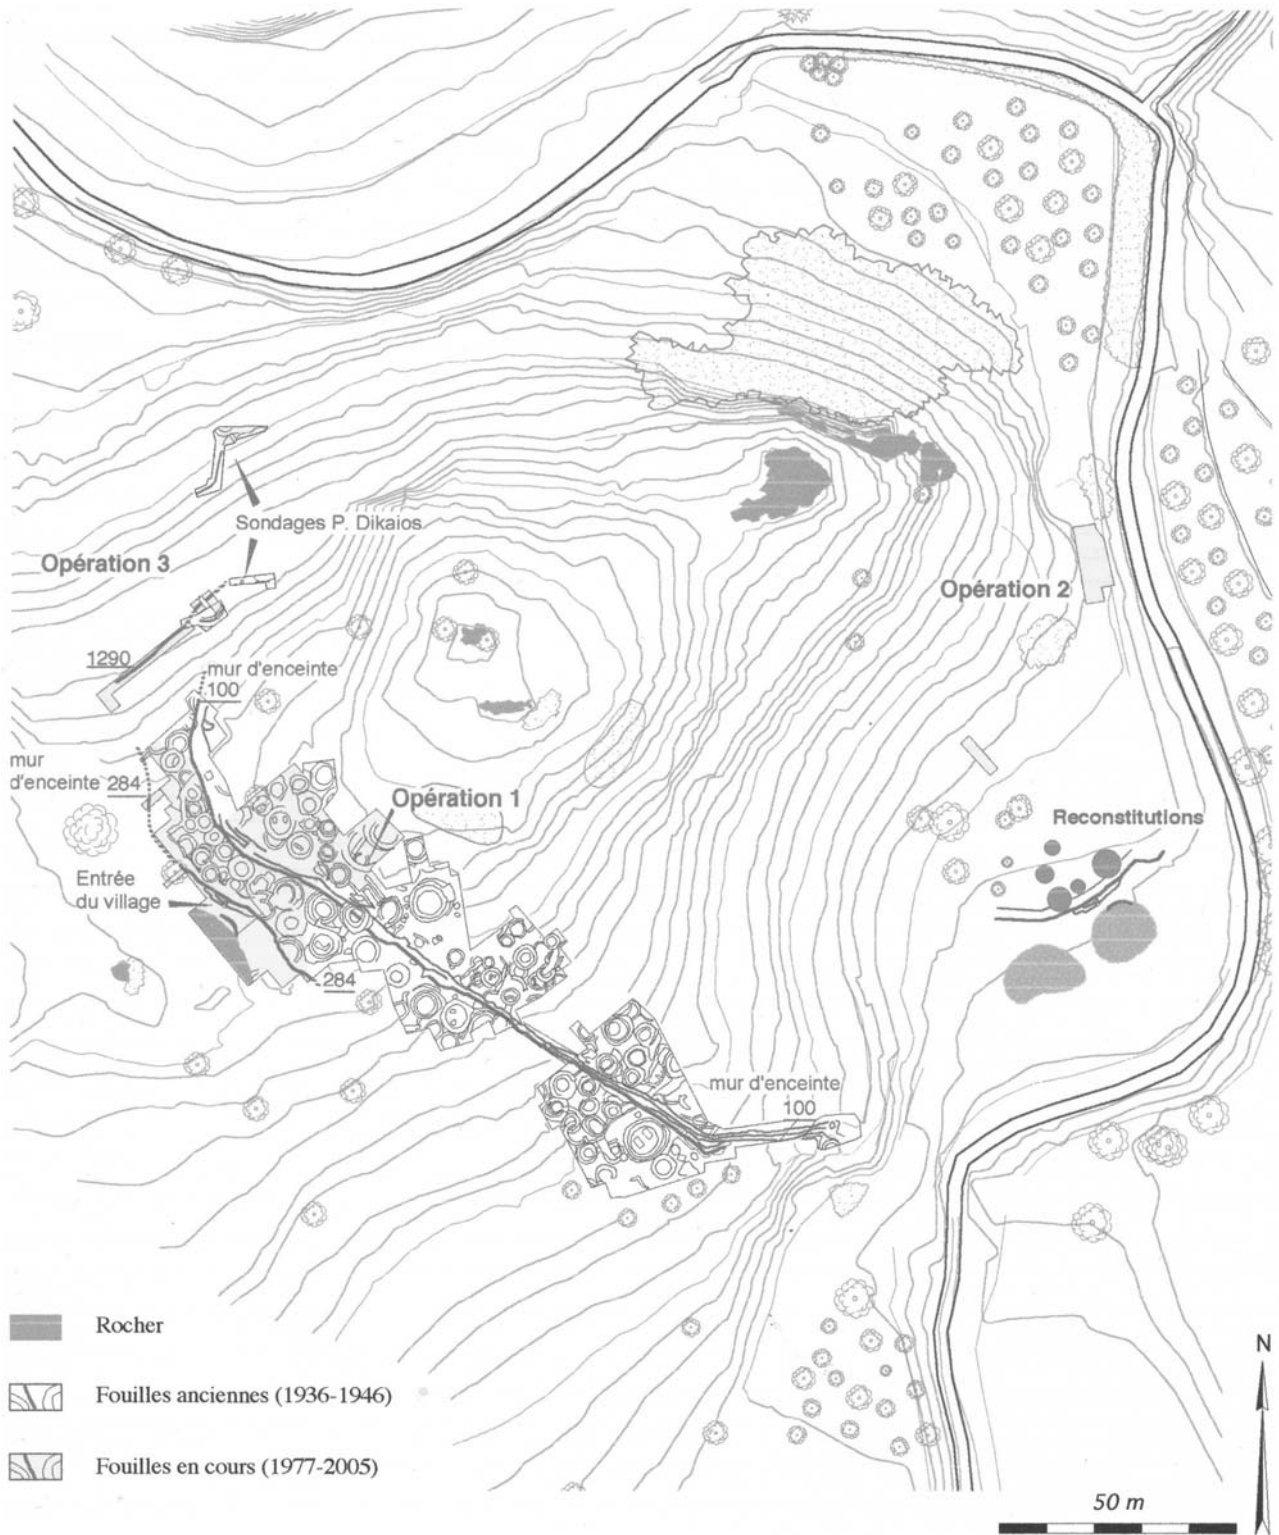 Sondages P. Dikaios
Opération 3
Opération 2
1290
mur d'enceinte
100
mur
d'enceinte 284
Opération 1
Reconstitutions
Entrée
du village
284
mur d'enceinte
100
Rocher
N
Fouilles anciennes (1936-1946)
Fouilles en cours (1977-2005)
50 m